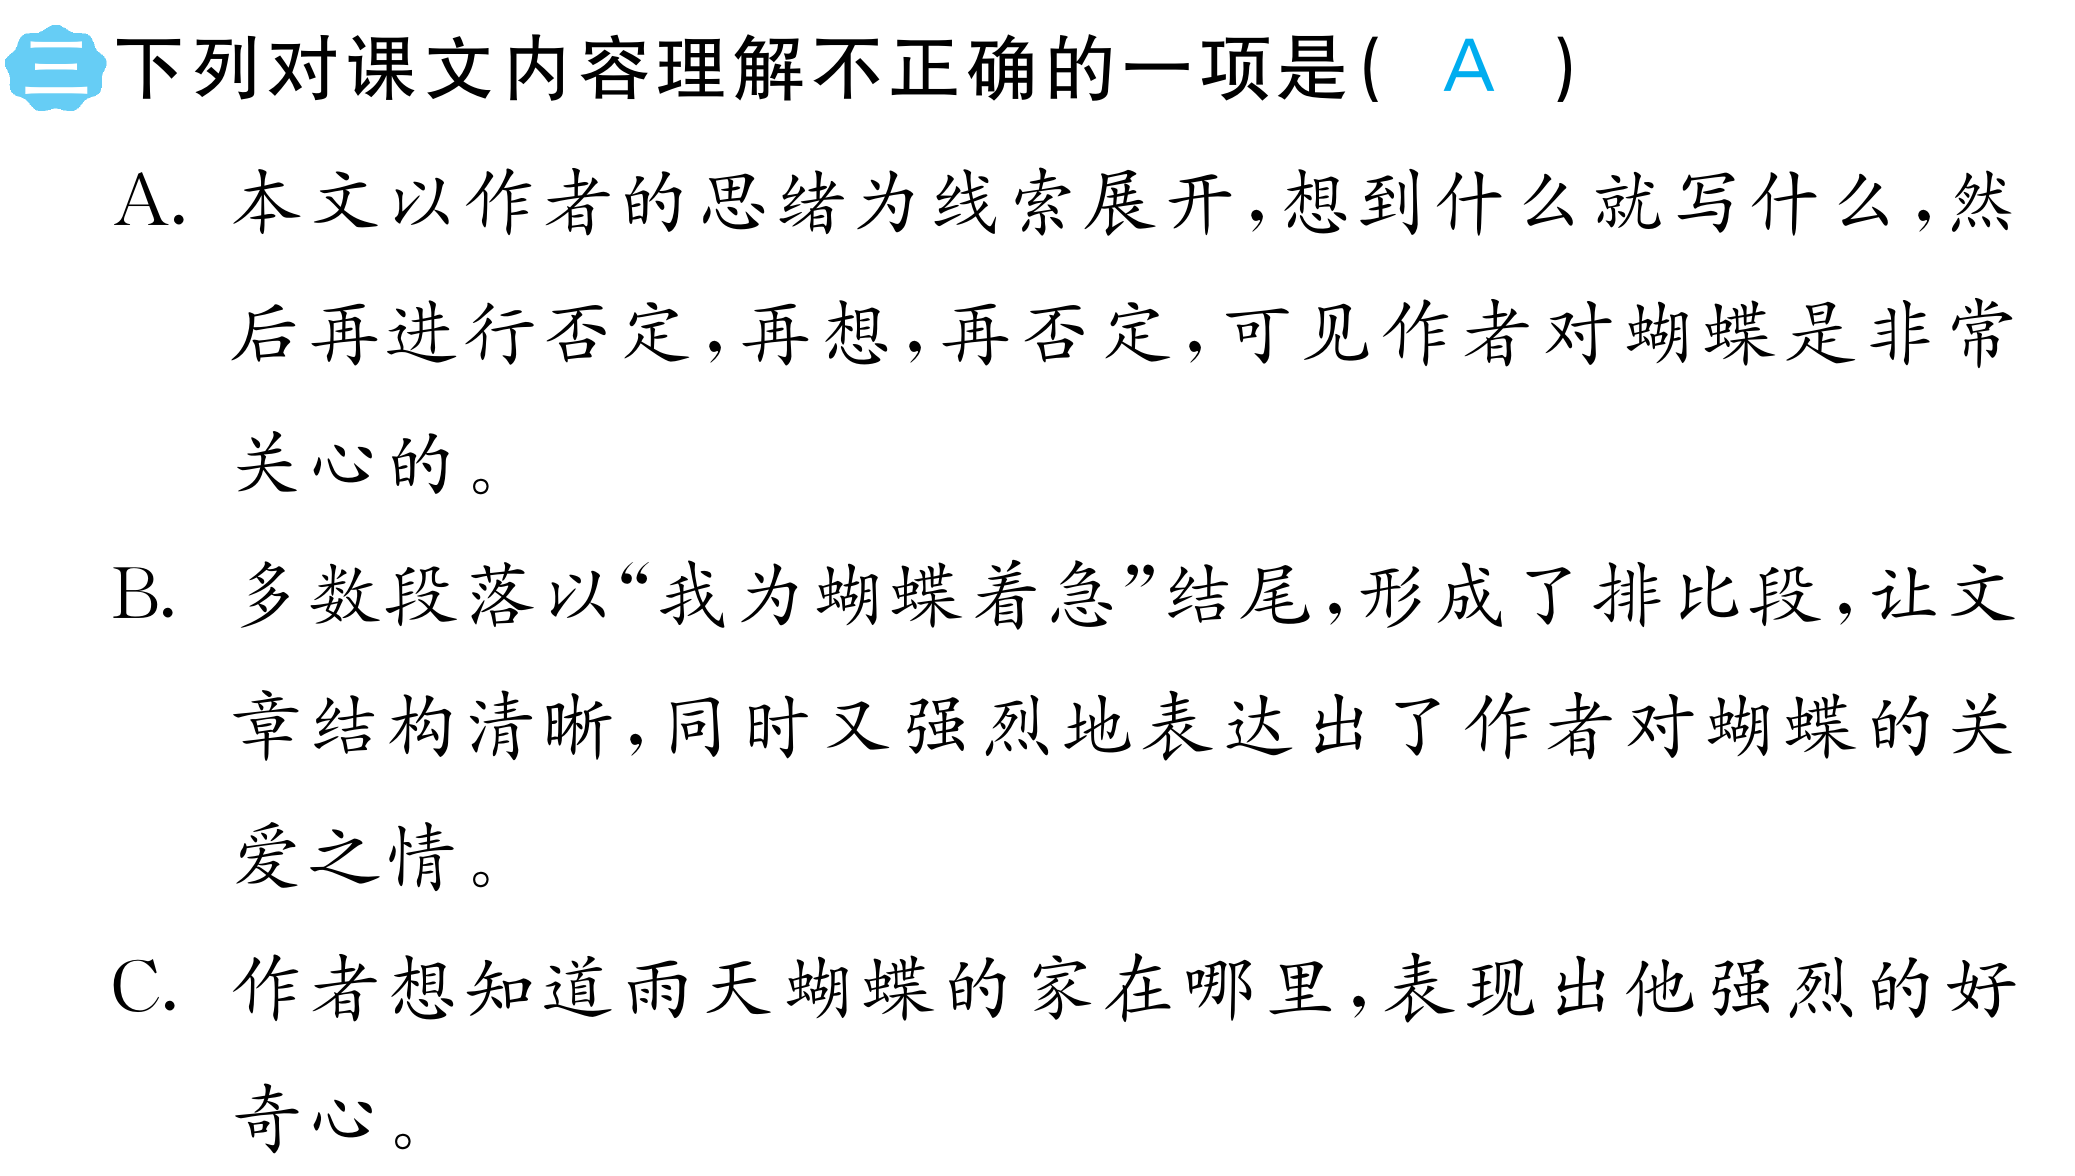 三 下列对课文内容理解不正确的一项是( A )
A. 本文以作者的思绪为线索展开,想到什么就写什么,然
后再进行否定,再想,再否定,可见作者对蝴蝶是非常
关心的。
B. 多数段落以“我为蝴蝶着急”结尾,形成了排比段,让文
章结构清晰,同时又强烈地表达出了作者对蝴蝶的关
爱之情。
C. 作者想知道雨天蝴蝶的家在哪里,表现出他强烈的好
奇心。